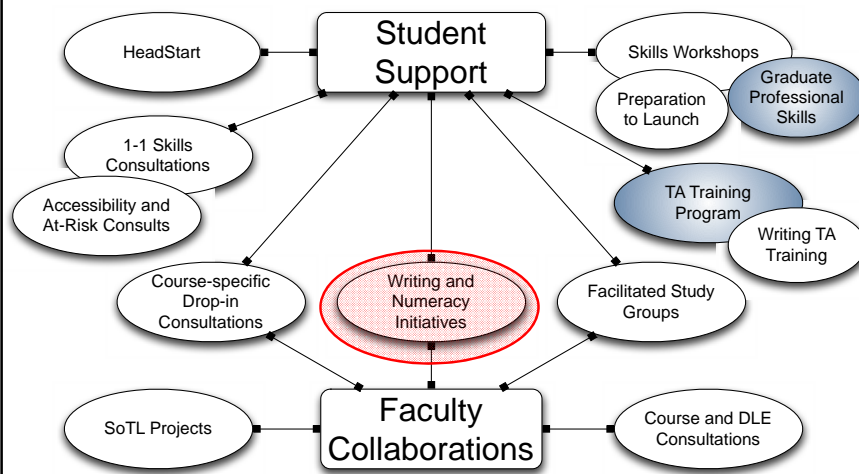 HeadStart
Student
Support
Skills Workshops
Preparation
to Launch
Graduate
Professional
Skills
1-1 Skills
Consultations
Accessibility and
At-Risk Consults
TA Training
Program
Writing TA
Training
Course-specific
Drop-in
Consultations
Writing and
Numeracy
Initiatives
Facilitated Study
Groups
SoTL Projects
Faculty
Collaborations
Course and DLE
Consultations